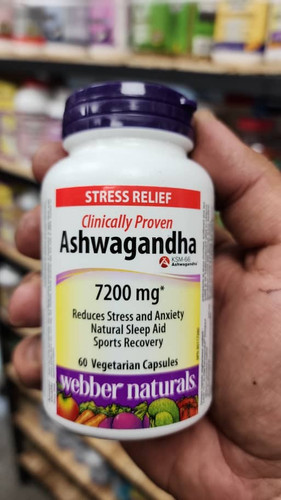 STRESS RELIEF
Clinically Proven
Ashwagandha
KSM-66
Ashwagandha
7200 mg*
Reduces Stress and Anxiety
Natural Sleep Aid
Sports Recovery
60 Vegetarian Capsules
webber naturals